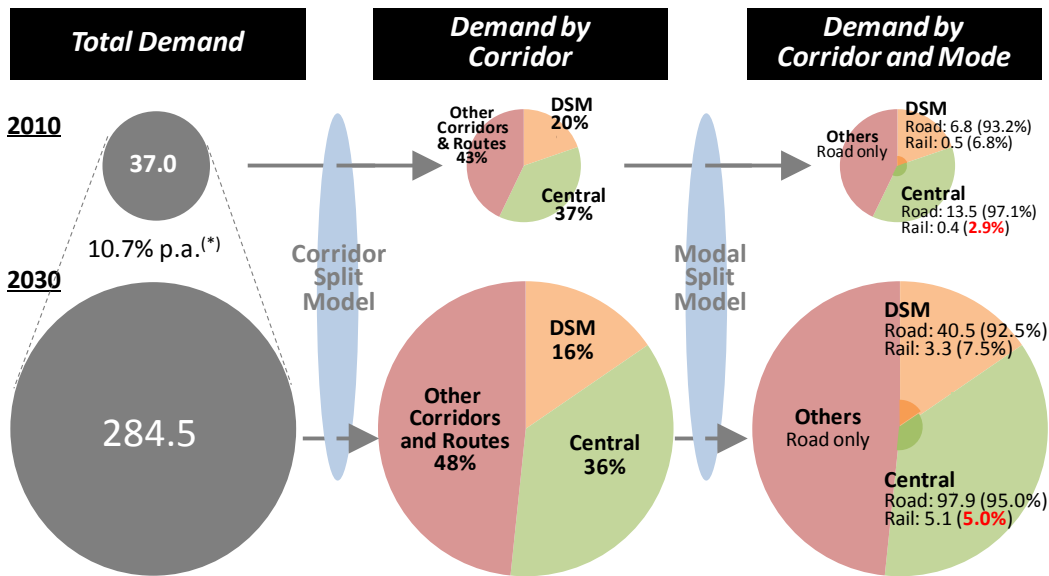 Total Demand
Demand by
Corridor
Demand by
Corridor and Mode
2010
37.0
10.7% p.a.(*)
2030
284.5
Corridor
Split
Model
Other
Corridors
& Routes
43%
DSM
20%
Central
37%
Other
Corridors
and Routes
48%
DSM
16%
Central
36%
Modal
Split
Model
Others
Road only
DSM
Road: 6.8 (93.2%)
Rail: 0.5 (6.8%)
Central
Road: 13.5 (97.1%)
Rail: 0.4 (2.9%)
Others
Road only
DSM
Road: 40.5 (92.5%)
Rail: 3.3 (7.5%)
Central
Road: 97.9 (95.0%)
Rail: 5.1 (5.0%)